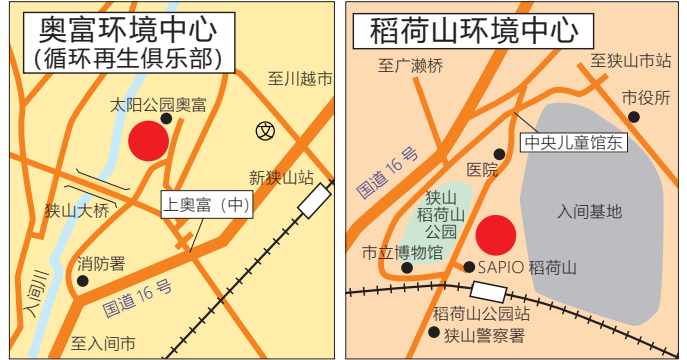 奥富环境中心
(循环再生俱乐部)
至川越市
太阳公园奥富
文
新狭山站
狭山大桥
上奥富（中）
消防署
入间川
国道 16 号
至入间市
稻荷山环境中心
至广濑桥
至狭山市站
市役所
中央儿童馆东
医院
国道 16 号
狭山
稻荷山
公园
入间基地
市立博物馆
SAPIO 稻荷山
稻荷山公园站
狭山警察署